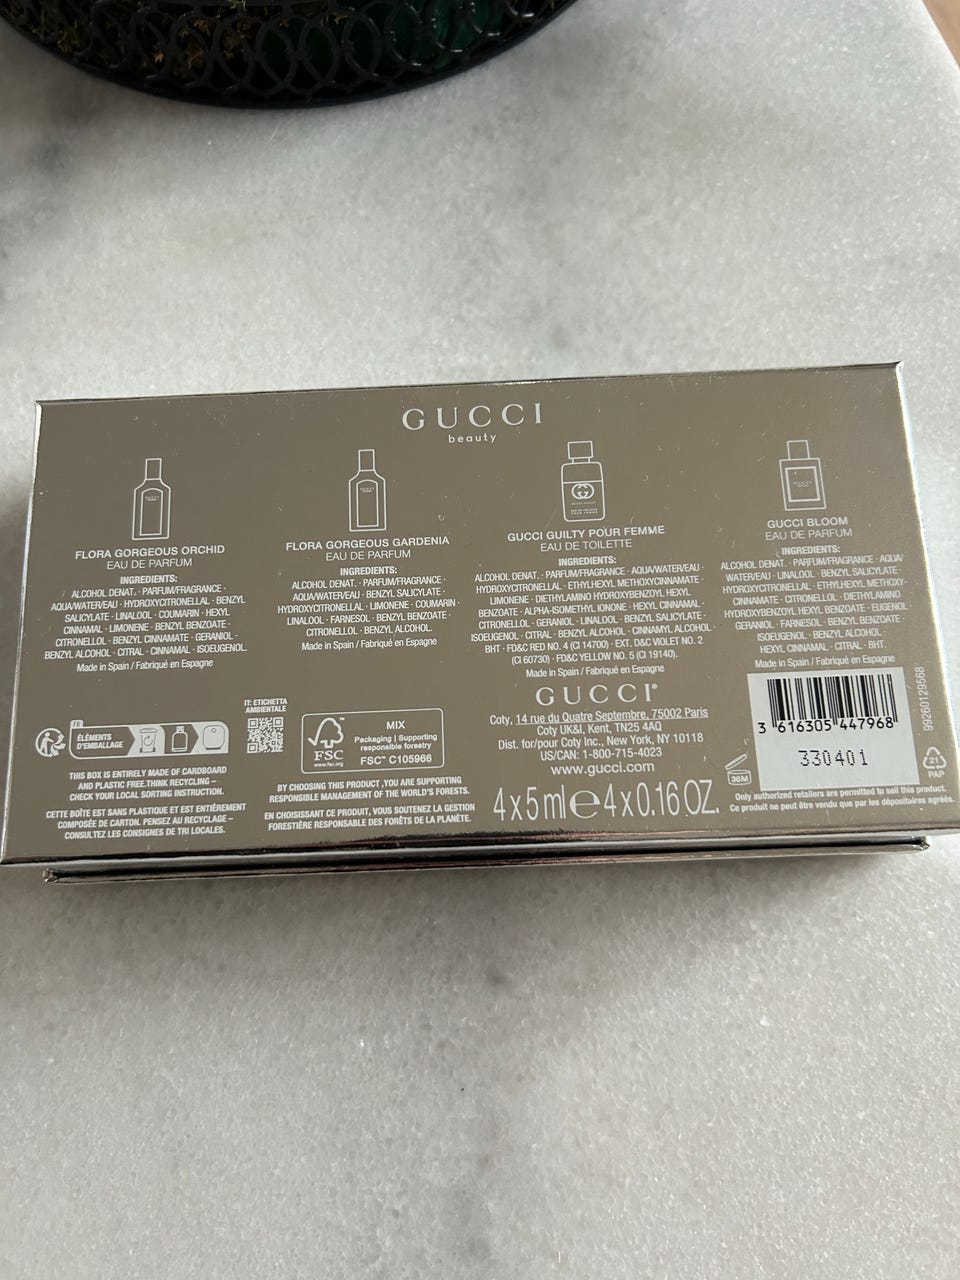 GUCCI
beauty
FLORA GORGEOUS ORCHID
EAU DE PARFUM
INGREDIENTS:
ALCOHOL DENAT. · PARFUM/FRAGRANCE ·
AQUA/WATER/EAU · HYDROXYCITRONELLAL · BENZYL
SALICYLATE · LINALOOL · COUMARIN · HEXYL
CINNAMAL · LIMONENE · BENZYL BENZOATE ·
CITRONELLOL · BENZYL CINNAMATE · GERANIOL ·
BENZYL ALCOHOL · CITRAL · CINNAMAL · ISOEUGENOL.
Made in Spain / Fabriqué en Espagne
FLORA GORGEOUS GARDENIA
EAU DE PARFUM
INGREDIENTS:
ALCOHOL DENAT. · PARFUM/FRAGRANCE ·
AQUA/WATER/EAU · BENZYL SALICYLATE ·
HYDROXYCITRONELLAL · LIMONENE · COUMARIN ·
LINALOOL · FARNESOL · BENZYL BENZOATE ·
CITRONELLOL · BENZYL ALCOHOL.
Made in Spain / Fabriqué en Espagne
GUCCI GUILTY POUR FEMME
EAU DE TOILETTE
INGREDIENTS:
ALCOHOL DENAT. · PARFUM/FRAGRANCE · AQUA/WATER/EAU ·
BENZYL SALICYLATE · ETHYLHEXYL METHOXYCINNAMATE ·
LIMONENE · DIETHYLAMINO HYDROXYBENZOYL HEXYL
BENZOATE · ALPHA-ISOMETHYL IONONE · HEXYL CINNAMAL ·
CITRONELLOL · GERANIOL · LINALOOL · BENZYL SALICYLATE ·
ISOEUGENOL · CITRAL · BENZYL ALCOHOL · CINNAMYL ALCOHOL ·
BHT · FD&C RED NO. 4 (CI 14700) · EXT. D&C VIOLET NO. 2
(CI 60730) · FD&C YELLOW NO. 5 (CI 19140).
Made in Spain / Fabriqué en Espagne
GUCCI BLOOM
EAU DE PARFUM
INGREDIENTS:
ALCOHOL DENAT. · PARFUM/FRAGRANCE · AQUA/
WATER/EAU · LINALOOL · BENZYL SALICYLATE ·
HYDROXYCITRONELLAL · ETHYLHEXYL METHOXY-
CINNAMATE · CITRONELLOL · DIETHYLAMINO
HYDROXYBENZOYL HEXYL BENZOATE · EUGENOL ·
GERANIOL · FARNESOL · BENZYL BENZOATE ·
ISOEUGENOL · BENZYL ALCOHOL ·
HEXYL CINNAMAL · CITRAL · BHT.
Made in Spain / Fabriqué en Espagne
FR
ÉLÉMENTS
D'EMBALLAGE
IT: ETICHETTA
AMBIENTALE
THIS BOX IS ENTIRELY MADE OF CARDBOARD
AND PLASTIC FREE.THINK RECYCLING –
CHECK YOUR LOCAL SORTING INSTRUCTION.
CETTE BOÎTE EST SANS PLASTIQUE ET EST ENTIÈREMENT
COMPOSÉE DE CARTON. PENSEZ AU RECYCLAGE –
CONSULTEZ LES CONSIGNES DE TRI LOCALES.
FSC
www.fsc.org
MIX
Packaging | Supporting
responsible forestry
FSC™ C105966
BY CHOOSING THIS PRODUCT ,YOU ARE SUPPORTING
RESPONSIBLE MANAGEMENT OF THE WORLD'S FORESTS.
EN CHOISISSANT CE PRODUIT, VOUS SOUTENEZ LA GESTION
FORESTIÈRE RESPONSABLE DES FORÊTS DE LA PLANÈTE.
GUCCI®
Coty, 14 rue du Quatre Septembre, 75002 Paris
Coty UK&I, Kent, TN25 4AQ
Dist. for/pour Coty Inc., New York, NY 10118
US/CAN: 1-800-715-4023
www.gucci.com
4x5ml℮4x0.16OZ.
3 616305 447968
330401
99260129568
36M
21
PAP
Only authorized retailers are permitted to sell this product.
Ce produit ne peut être vendu que par les dépositaires agréés.